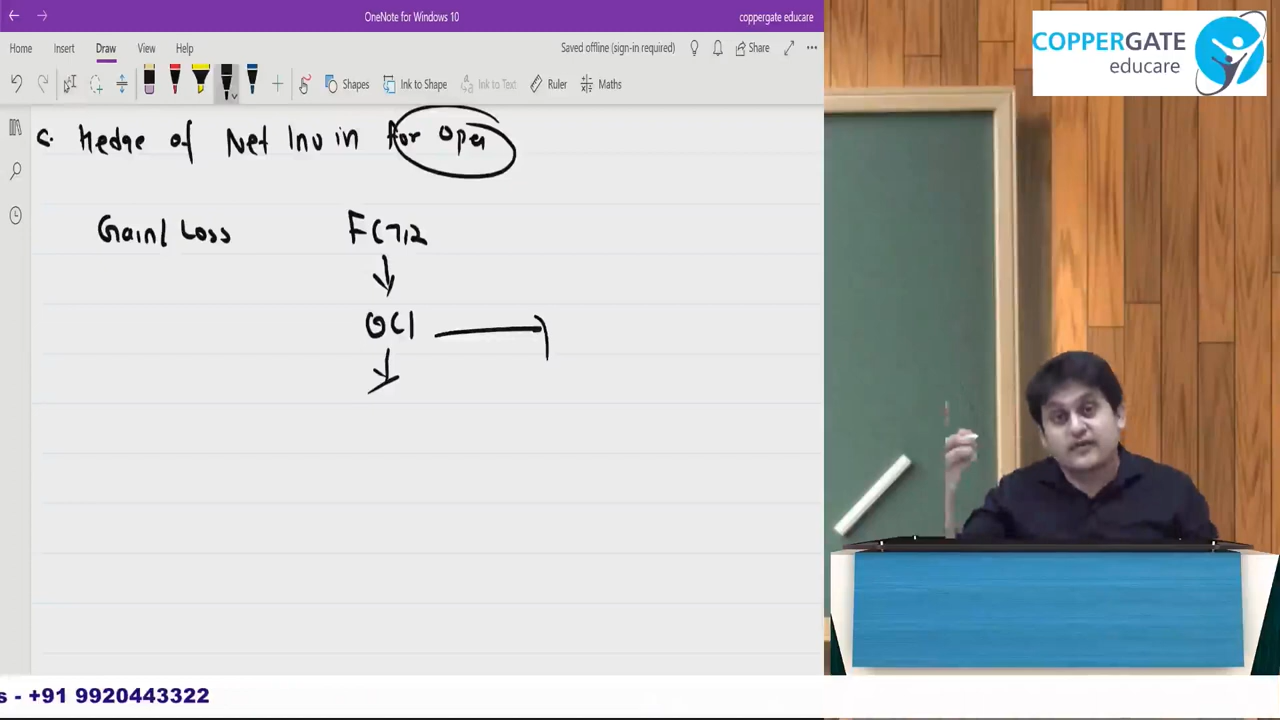 OneNote for Windows 10
coppergate educare
Home Insert Draw View Help
Saved offline (sign-in required)
Share
Shapes
Ink to Shape
Ink to Text
Ruler
Maths
COPPERGATE
educare
c. Hedge of Net Inv in For Oper
Gain/ Loss FCTR
OCI
s - +91 9920443322